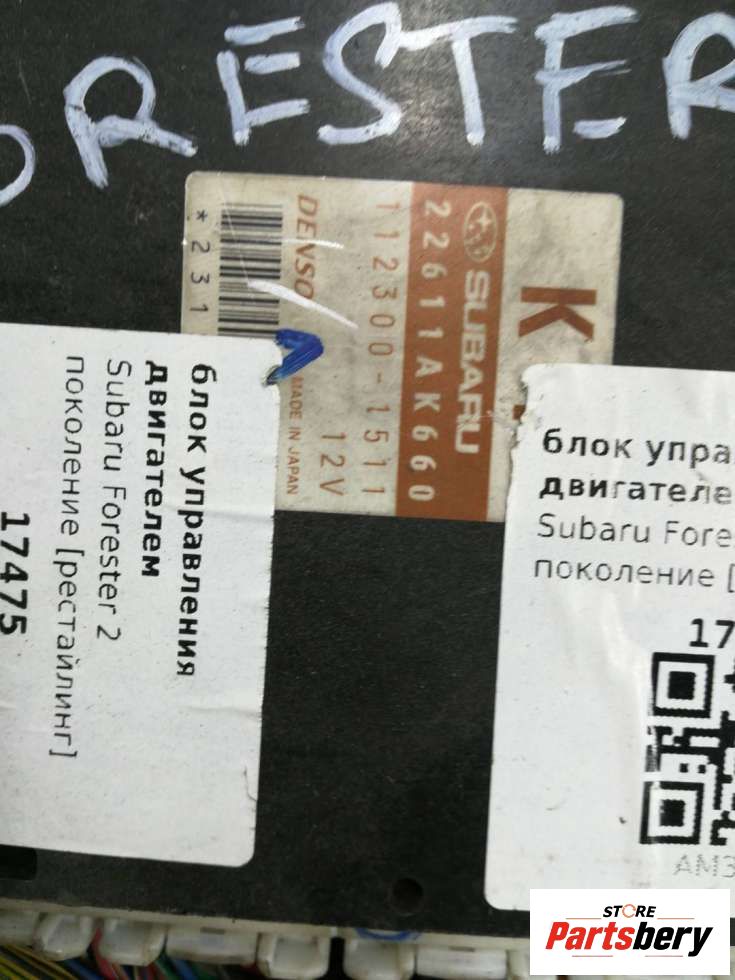 ORESTER
K
SUBARU
22611AK660
112300-1511
12V
DENSO
MADE IN JAPAN
*231
блок управления
двигателем
Subaru Forester 2
поколение [рестайлинг]
17475
блок упра
двигателе
Subaru Fore
поколение [
17
AM3
STORE
Partsbery